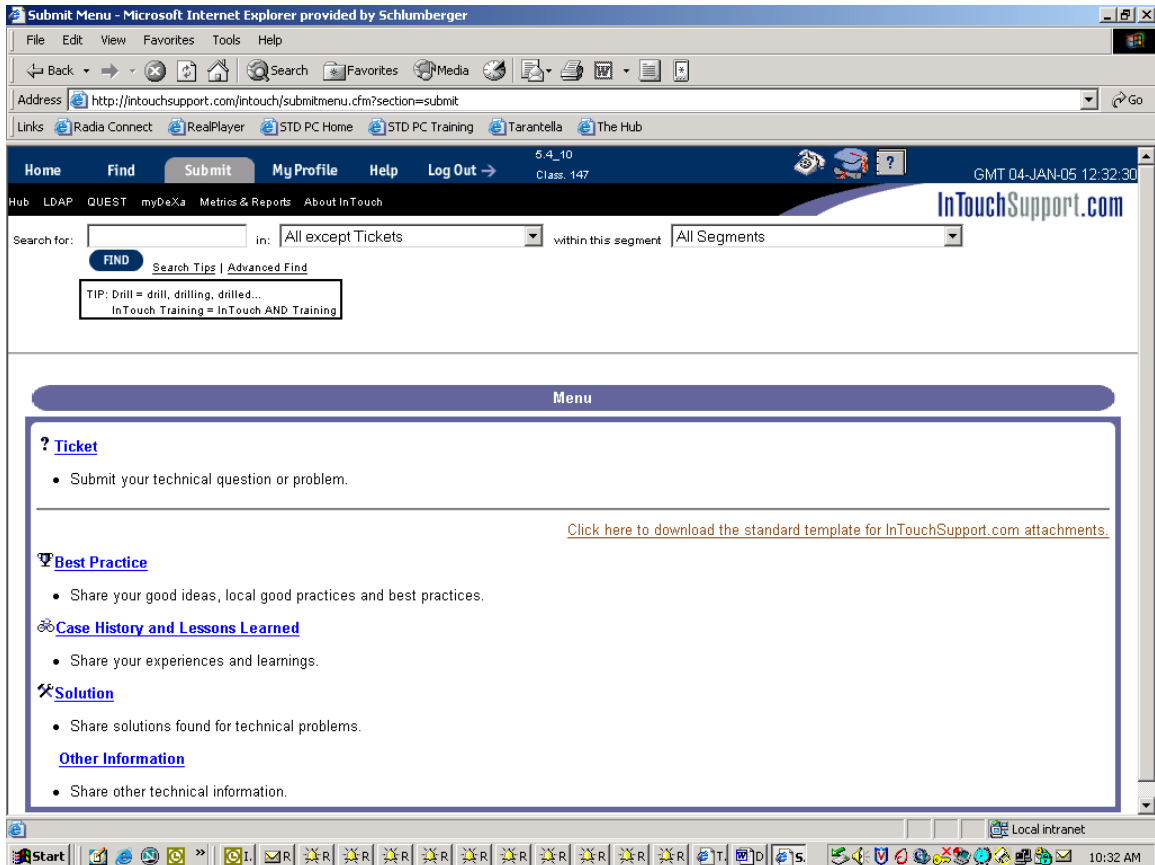 Submit Menu - Microsoft Internet Explorer provided by Schlumberger
File Edit View Favorites Tools Help
Back Search Favorites Media
Address http://intouchsupport.com/intouch/submitmenu.cfm?section=submit Go
Links Radia Connect RealPlayer STD PC Home STD PC Training Tarantella The Hub
Home Find Submit My Profile Help Log Out → 5.4_10
Class. 147
GMT 04-JAN-05 12:32:30
Hub LDAP QUEST myDeXa Metrics & Reports About InTouch
InTouchSupport.com
Search for: in: All except Tickets within this segment All Segments
FIND Search Tips | Advanced Find
TIP: Drill = drill, drilling, drilled...
InTouch Training = InTouch AND Training
Menu
? Ticket
• Submit your technical question or problem.
Click here to download the standard template for InTouchSupport.com attachments.
Best Practice
• Share your good ideas, local good practices and best practices.
Case History and Lessons Learned
• Share your experiences and learnings.
Solution
• Share solutions found for technical problems.
Other Information
• Share other technical information.
Local intranet
Start » I. R R R R R R R R R T. D S. 10:32 AM